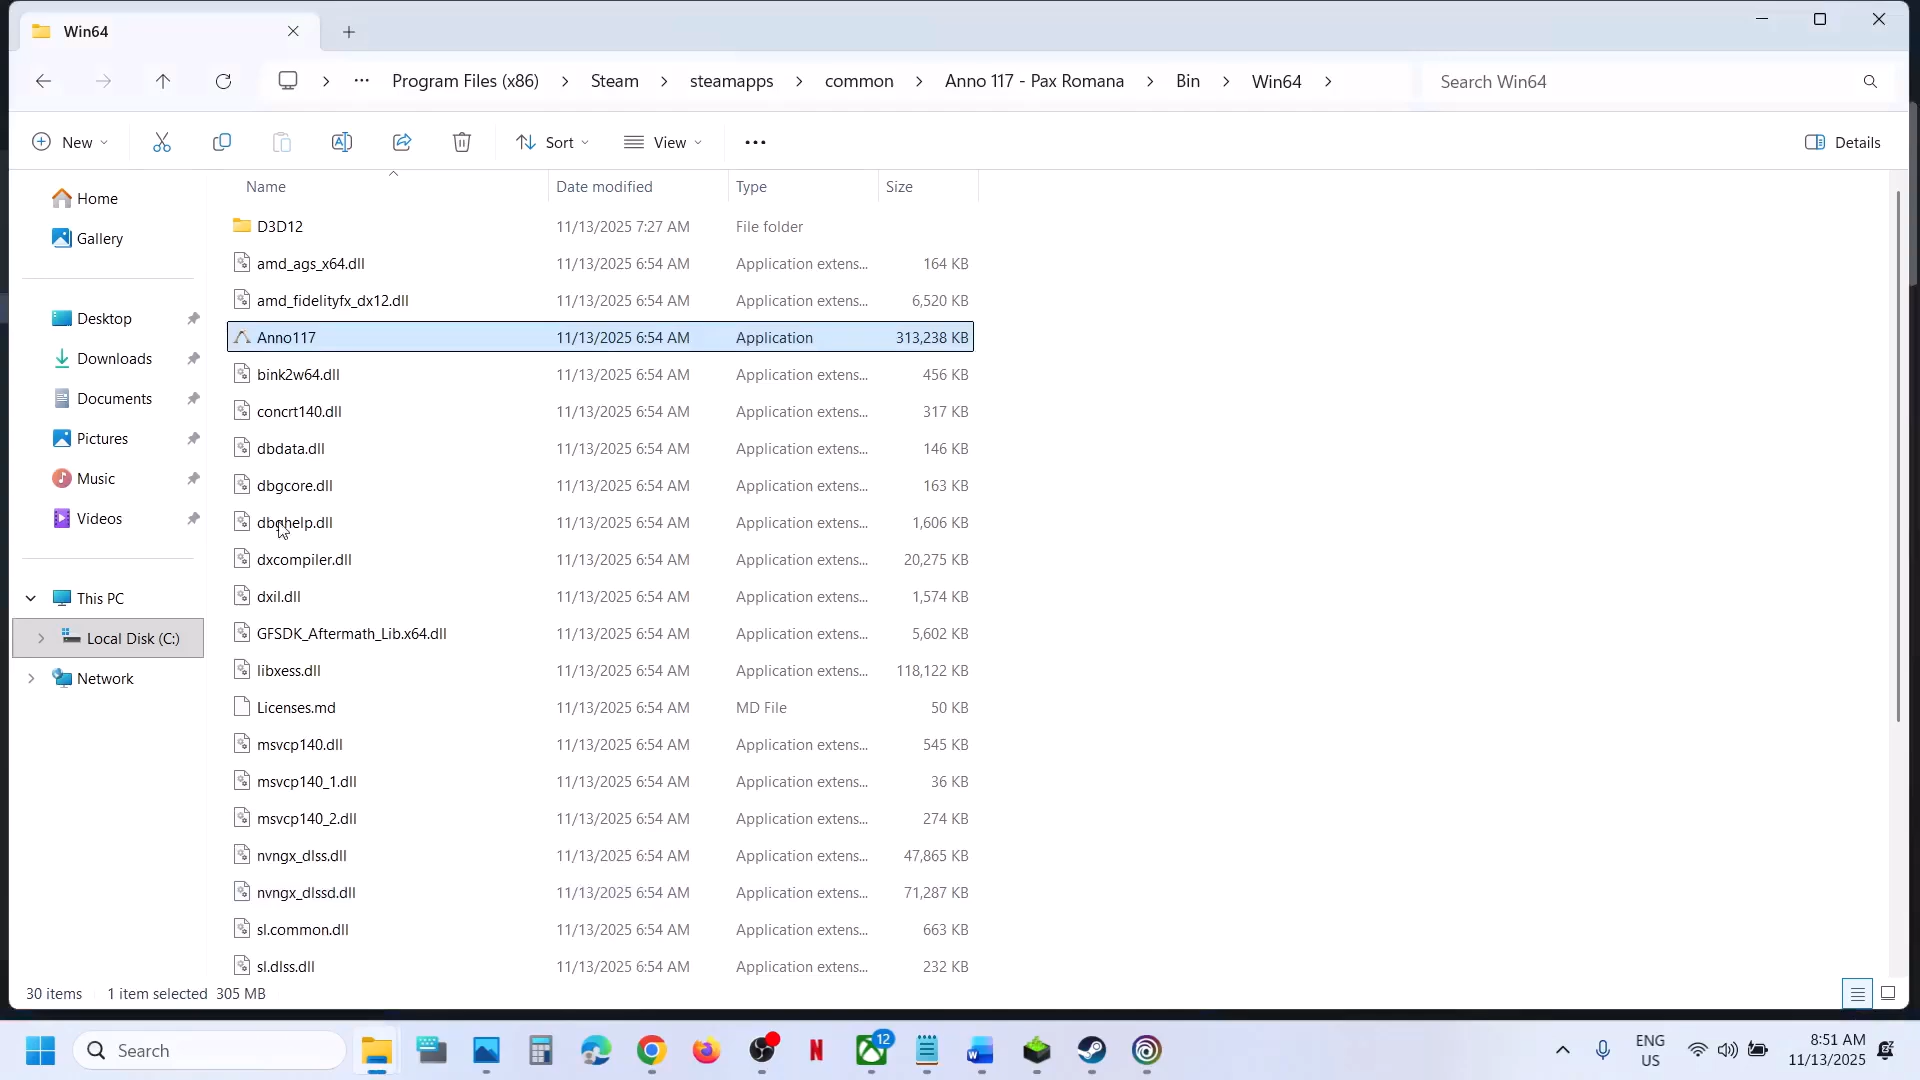 Win64
Program Files (x86) > Steam > steamapps > common > Anno 117 - Pax Romana > Bin > Win64 >
Search Win64
New
Sort
View
Details
Name Date modified Type Size
Home
Gallery
Desktop
Downloads
Documents
Pictures
Music
Videos
This PC
Local Disk (C:)
Network
D3D12 11/13/2025 7:27 AM File folder
amd_ags_x64.dll 11/13/2025 6:54 AM Application extens... 164 KB
amd_fidelityfx_dx12.dll 11/13/2025 6:54 AM Application extens... 6,520 KB
Anno117 11/13/2025 6:54 AM Application 313,238 KB
bink2w64.dll 11/13/2025 6:54 AM Application extens... 456 KB
concrt140.dll 11/13/2025 6:54 AM Application extens... 317 KB
dbdata.dll 11/13/2025 6:54 AM Application extens... 146 KB
dbgcore.dll 11/13/2025 6:54 AM Application extens... 163 KB
dbghelp.dll 11/13/2025 6:54 AM Application extens... 1,606 KB
dxcompiler.dll 11/13/2025 6:54 AM Application extens... 20,275 KB
dxil.dll 11/13/2025 6:54 AM Application extens... 1,574 KB
GFSDK_Aftermath_Lib.x64.dll 11/13/2025 6:54 AM Application extens... 5,602 KB
libxess.dll 11/13/2025 6:54 AM Application extens... 118,122 KB
Licenses.md 11/13/2025 6:54 AM MD File 50 KB
msvcp140.dll 11/13/2025 6:54 AM Application extens... 545 KB
msvcp140_1.dll 11/13/2025 6:54 AM Application extens... 36 KB
msvcp140_2.dll 11/13/2025 6:54 AM Application extens... 274 KB
nvngx_dlss.dll 11/13/2025 6:54 AM Application extens... 47,865 KB
nvngx_dlssd.dll 11/13/2025 6:54 AM Application extens... 71,287 KB
sl.common.dll 11/13/2025 6:54 AM Application extens... 663 KB
sl.dlss.dll 11/13/2025 6:54 AM Application extens... 232 KB
30 items 1 item selected 305 MB
Search
12
ENG
US
8:51 AM
11/13/2025